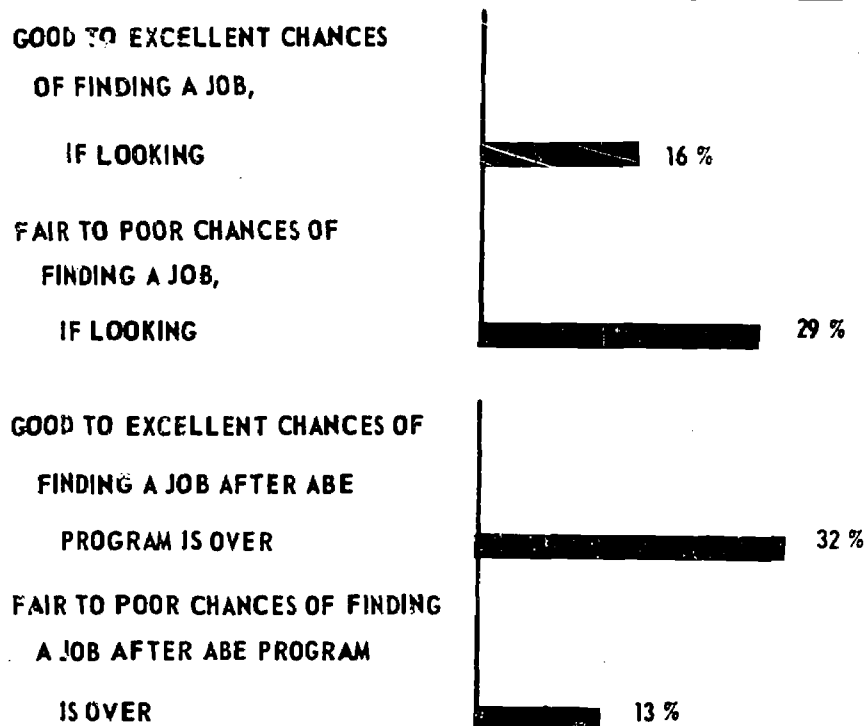 GOOD TO EXCELLENT CHANCES
OF FINDING A JOB,
IF LOOKING
16 %
FAIR TO POOR CHANCES OF
FINDING A JOB,
IF LOOKING
29 %
GOOD TO EXCELLENT CHANCES OF
FINDING A JOB AFTER ABE
PROGRAM IS OVER
32 %
FAIR TO POOR CHANCES OF FINDING
A JOB AFTER ABE PROGRAM
IS OVER
13 %